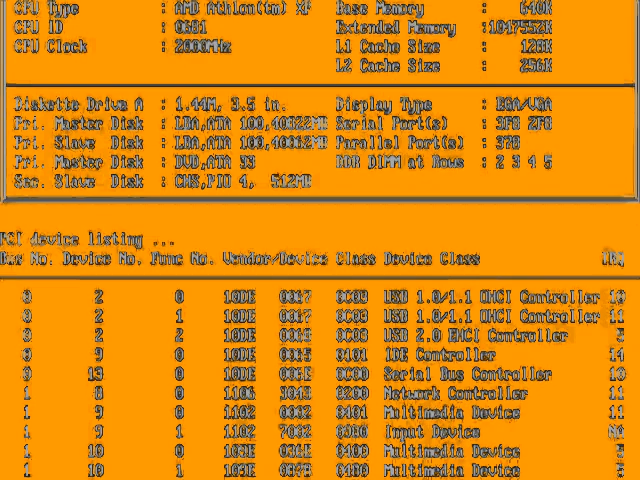 CPU Type : AMD Athlon(tm) XP Base Memory : 640K
CPU ID : 0681 Extended Memory :1047552K
CPU Clock : 2000MHz L1 Cache Size : 128K
L2 Cache Size : 256K
Diskette Drive A : 1.44M, 3.5 in. Display Type : EGA/VGA
Pri. Master Disk : LBA,ATA 100, Serial Port(s) : 3F8 2F8
Pri. Slave Disk : LBA,ATA 100, Parallel Port(s) : 378
Pri. Master Disk : DVD,ATA 33 DDR DIMM at Rows : 2 3 4 5
Sec. Slave Disk : CHS,PIO 4, 512MB
PCI device listing ...
Bus No. Device No. Func No. Vendor/Device Class Device Class IRQ
0 2 0 10DE 0067 0C03 USB 1.0/1.1 OHCI Controller 10
0 2 1 10DE 0067 0C03 USB 1.0/1.1 OHCI Controller 11
0 2 2 10DE 0068 0C03 USB 2.0 EHCI Controller 5
0 9 0 10DE 0065 0101 IDE Controller 14
0 13 0 10DE 006E 0C00 Serial Bus Controller 10
1 8 0 1106 3043 0200 Network Controller 11
1 9 0 1102 0002 0401 Multimedia Device 11
1 9 1 1102 7002 0980 Input Device NA
1 10 0 109E 036E 0400 Multimedia Device 5
1 10 1 109E 0878 0480 Multimedia Device 5